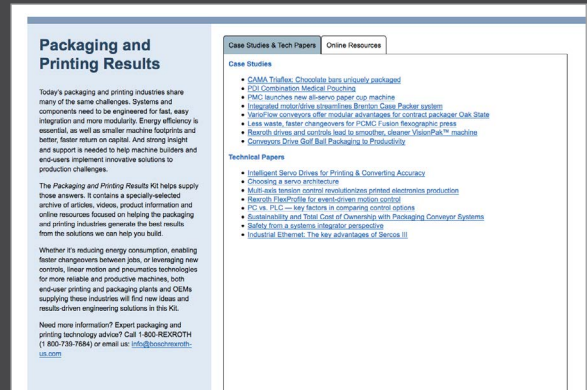 Packaging and
Printing Results
Today's packaging and printing industries share
many of the same challenges. Systems and
components need to be engineered for fast, easy
integration and more modularity. Energy efficiency is
essential, as well as smaller machine footprints and
better, faster return on capital. And strong insight
and support is needed to help machine builders and
end-users implement innovative solutions to
production challenges.
The Packaging and Printing Results Kit helps supply
those answers. It contains a specially-selected
archive of articles, videos, product information and
online resources focused on helping the packaging
and printing industries generate the best results
from the solutions we can help you build.
Whether it's reducing energy consumption, enabling
faster changeovers between jobs, or leveraging new
controls, linear motion and pneumatics technologies
for more reliable and productive machines, both
end-user printing and packaging plants and OEMs
supplying these industries will find new ideas and
results-driven engineering solutions in this Kit.
Need more information? Expert packaging and
printing technology advice? Call 1-800-REXROTH
(1 800-739-7684) or email us: info@boschrexroth-
us.com
Case Studies & Tech Papers
Online Resources
Case Studies
CAMA Triaflex: Chocolate bars uniquely packaged
PDI Combination Medical Pouching
PMC launches new all-servo paper cup machine
Integrated motor/drive streamlines Brenton Case Packer system
VarioFlow conveyors offer modular advantages for contract packager Oak State
Less waste, faster changeovers for PCMC Fusion flexographic press
Rexroth drives and controls lead to smoother, cleaner VisionPak™ machine
Conveyors Drive Golf Ball Packaging to Productivity
Technical Papers
Intelligent Servo Drives for Printing & Converting Accuracy
Choosing a servo architecture
Multi-axis tension control revolutionizes printed electronics production
Rexroth FlexProfile for event-driven motion control
PC vs. PLC — key factors in comparing control options
Sustainability and Total Cost of Ownership with Packaging Conveyor Systems
Safety from a systems integrator perspective
Industrial Ethernet: The key advantages of Sercos III